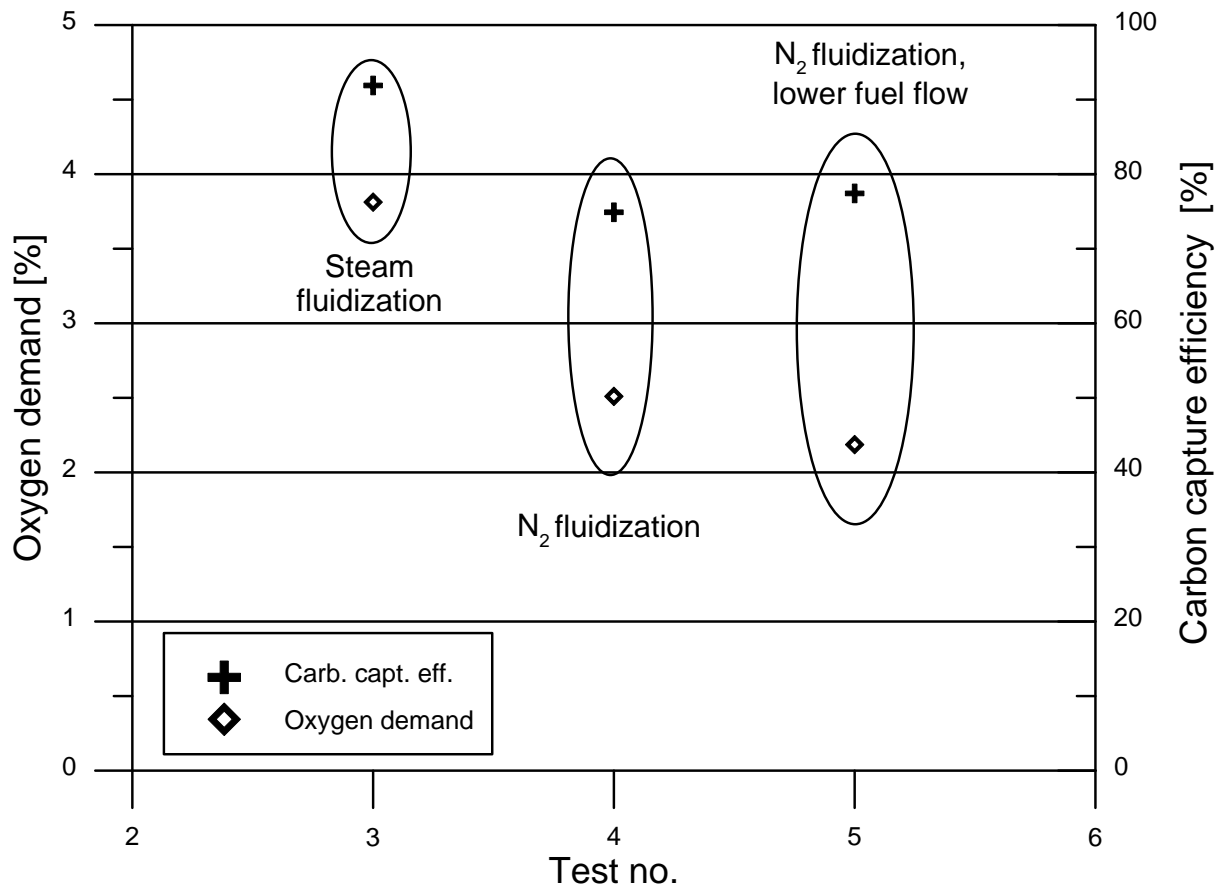 5
4
3
2
1
0
Oxygen demand [%]
100
80
60
40
20
0
Carbon capture efficiency [%]
N₂ fluidization,
lower fuel flow
Steam
fluidization
N₂ fluidization
Carb. capt. eff.
Oxygen demand
2 3 4 5 6
Test no.